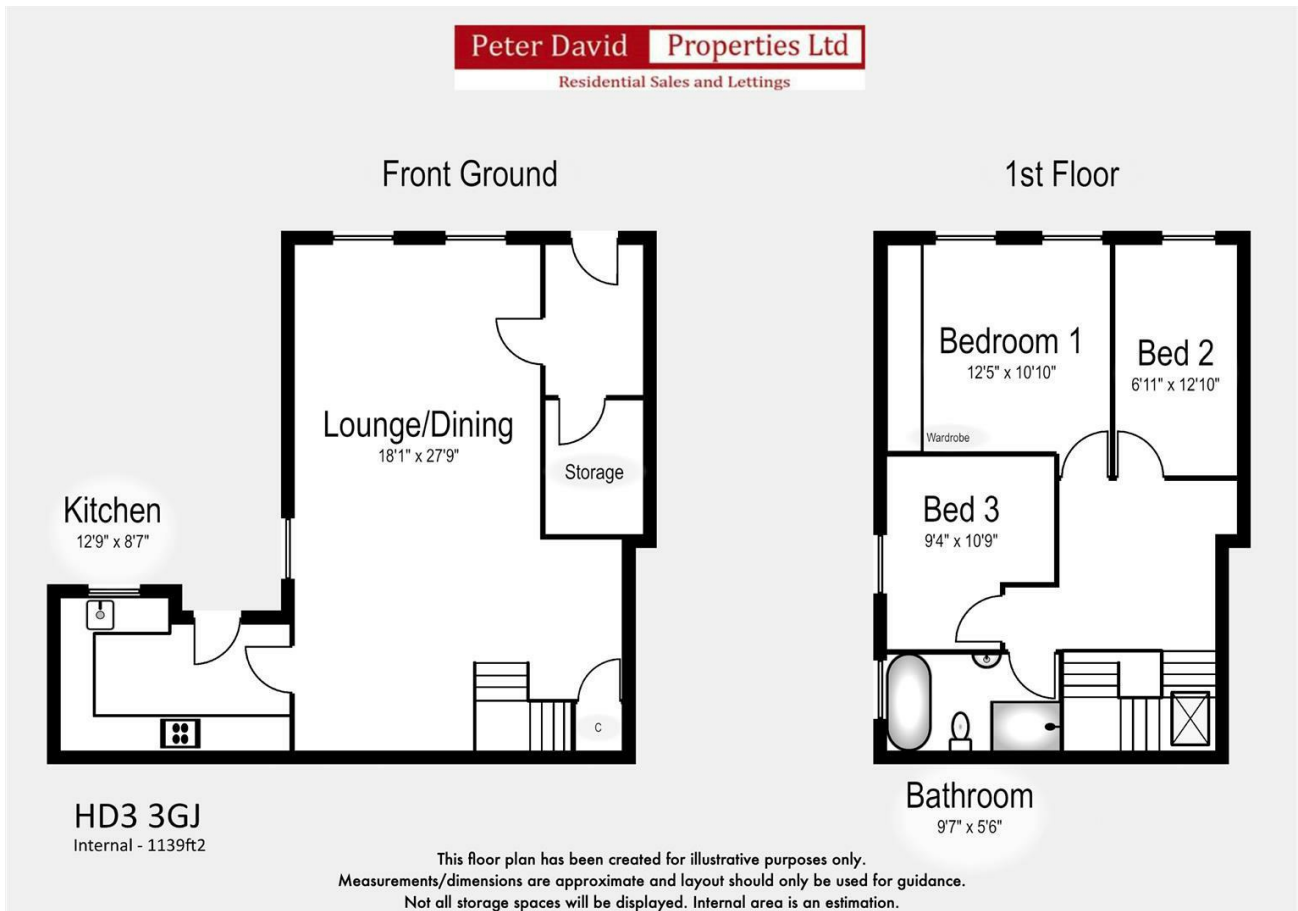 Peter David Properties Ltd
Residential Sales and Lettings
Front Ground
1st Floor
Bedroom 1
12'5" x 10'10"
Bed 2
6'11" x 12'10"
Wardrobe
Lounge/Dining
18'1" x 27'9"
Storage
Kitchen
12'9" x 8'7"
Bed 3
9'4" x 10'9"
C
Bathroom
9'7" x 5'6"
HD3 3GJ
Internal - 1139ft2
This floor plan has been created for illustrative purposes only.
Measurements/dimensions are approximate and layout should only be used for guidance.
Not all storage spaces will be displayed. Internal area is an estimation.